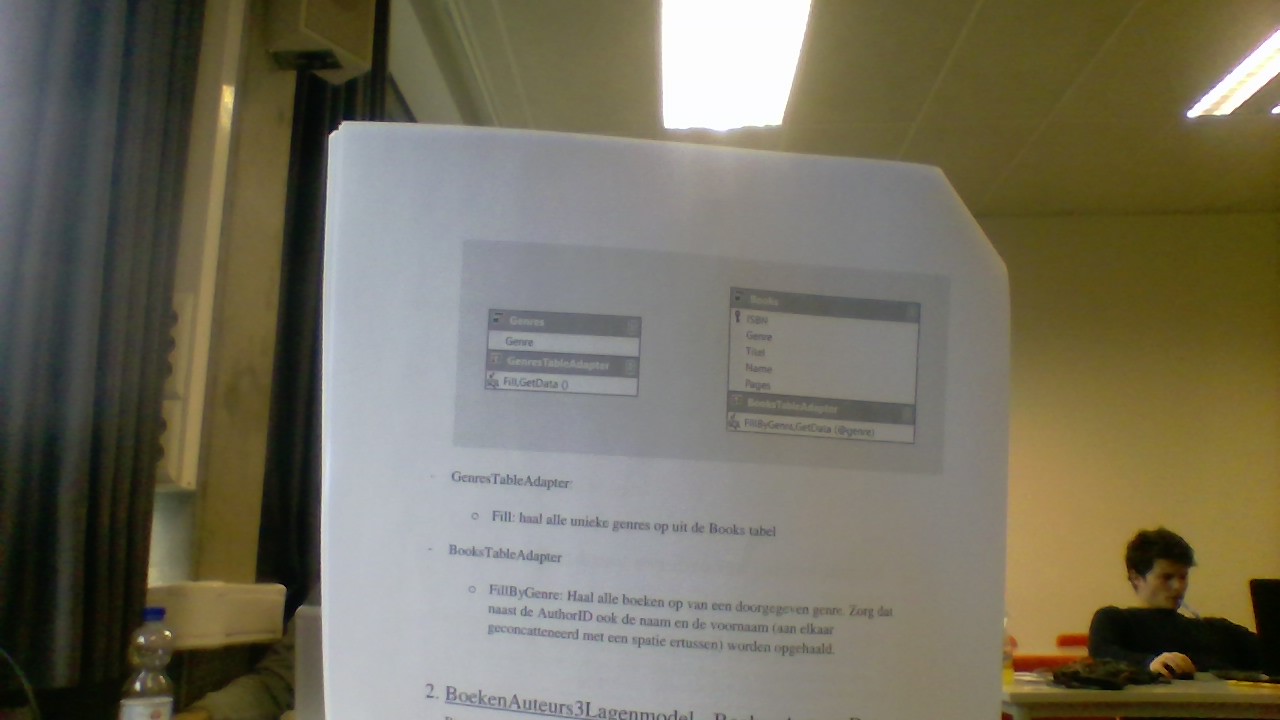 Genres
Genre
GenresTableAdapter
Fill,GetData ()
Books
ISBN
Genre
Titel
Name
Pages
BooksTableAdapter
FillByGenre,GetData (@genre)
- GenresTableAdapter
o Fill: haal alle unieke genres op uit de Books tabel
- BooksTableAdapter
o FillByGenre: Haal alle boeken op van een doorgegeven genre. Zorg dat
naast de AuthorID ook de naam en de voornaam (aan elkaar
geconcatteneerd met een spatie ertussen) worden opgehaald.
2. BoekenAuteurs3Lagenmodel